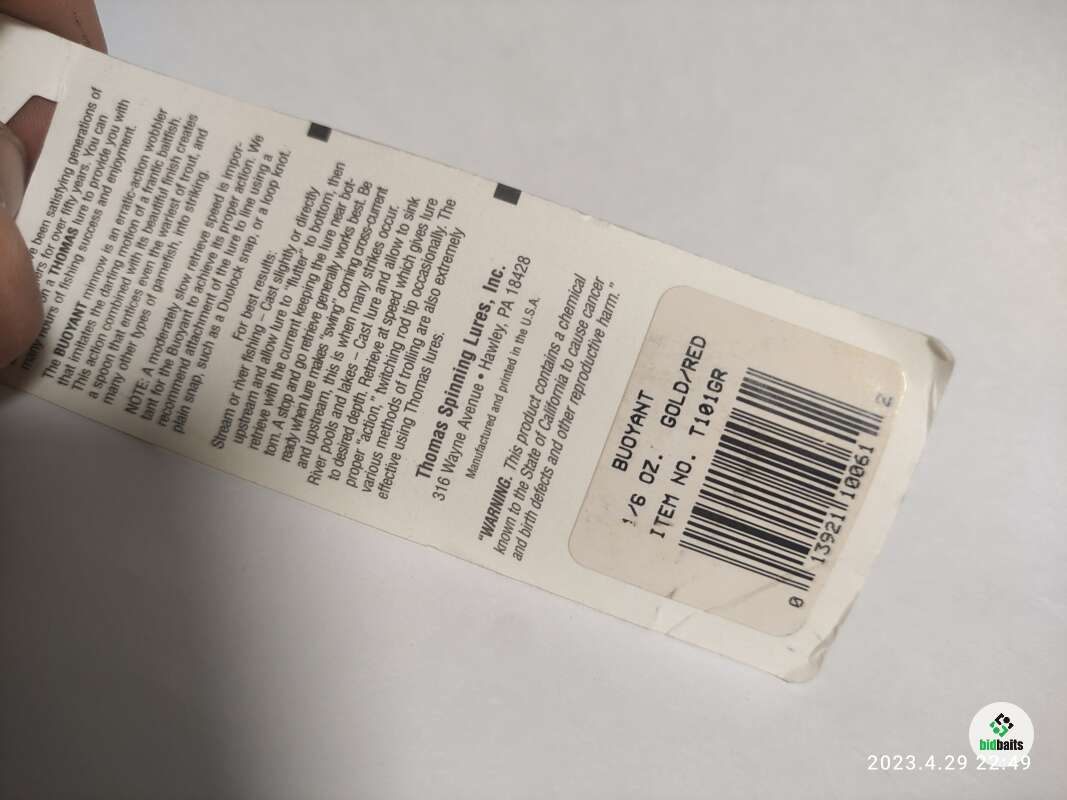 been satisfying generations of
for over fifty years. You can
on a THOMAS lure to provide you with
many hours of fishing success and enjoyment.
The BUOYANT minnow is an erratic-action wobbler
that imitates the darting motion of a frantic baitfish.
This action combined with its beautiful finish creates
a spoon that entices even the wariest of trout, and
many other types of gamefish, into striking.
NOTE: A moderately slow retrieve speed is impor-
tant for the Buoyant to achieve its proper action. We
recommend attachment of the lure to line using a
plain snap, such as a Duolock snap, or a loop knot.
For best results:
Stream or river fishing – Cast slightly or directly
upstream and allow lure to "flutter" to bottom, then
retrieve with the current keeping the lure near bot-
tom. A stop and go retrieve generally works best. Be
ready when lure makes "swing" coming cross-current
and upstream, this is when many strikes occur.
River pools and lakes – Cast lure and allow to sink
to desired depth. Retrieve at speed which gives lure
proper "action," twitching rod tip occasionally. The
various methods of trolling are also extremely
effective using Thomas lures.
Thomas Spinning Lures, Inc.
316 Wayne Avenue • Hawley, PA 18428
Manufactured and printed in the U.S.A.
"WARNING. This product contains a chemical
known to the State of California to cause cancer
and birth defects and other reproductive harm."
BUOYANT
1/6 OZ. GOLD/RED
ITEM NO. T101GR
0 13921 10061 2
bidbaits
2023.4.29 22:49